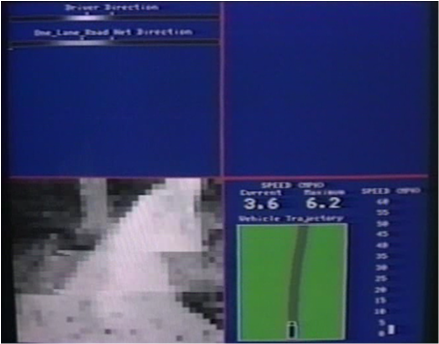 Driver Direction
One_Lane_Road Net Direction
SPEED (MPH)
Current Maximum
3.6 6.2
Vehicle Trajectory
SPEED (MPH)
60
55
50
45
40
35
30
25
20
15
10
5
0